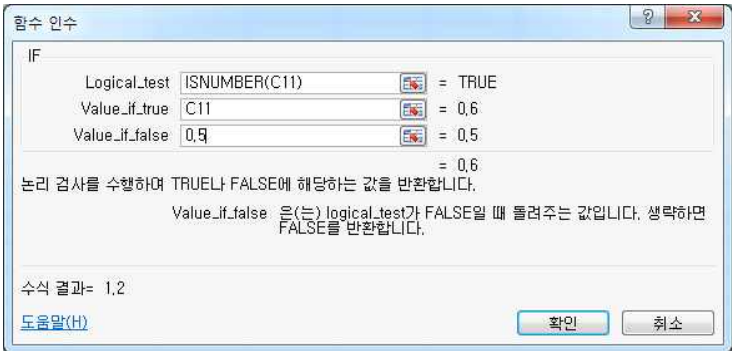 함수 인수
IF
Logical_test ISNUMBER(C11) = TRUE
Value_if_true C11 = 0.6
Value_if_false 0.5 = 0.5
= 0.6
논리 검사를 수행하여 TRUE나 FALSE에 해당하는 값을 반환합니다.
Value_if_false 은(는) logical_test가 FALSE일 때 돌려주는 값입니다. 생략하면
FALSE를 반환합니다.
수식 결과= 1.2
도움말(H)
확인 취소